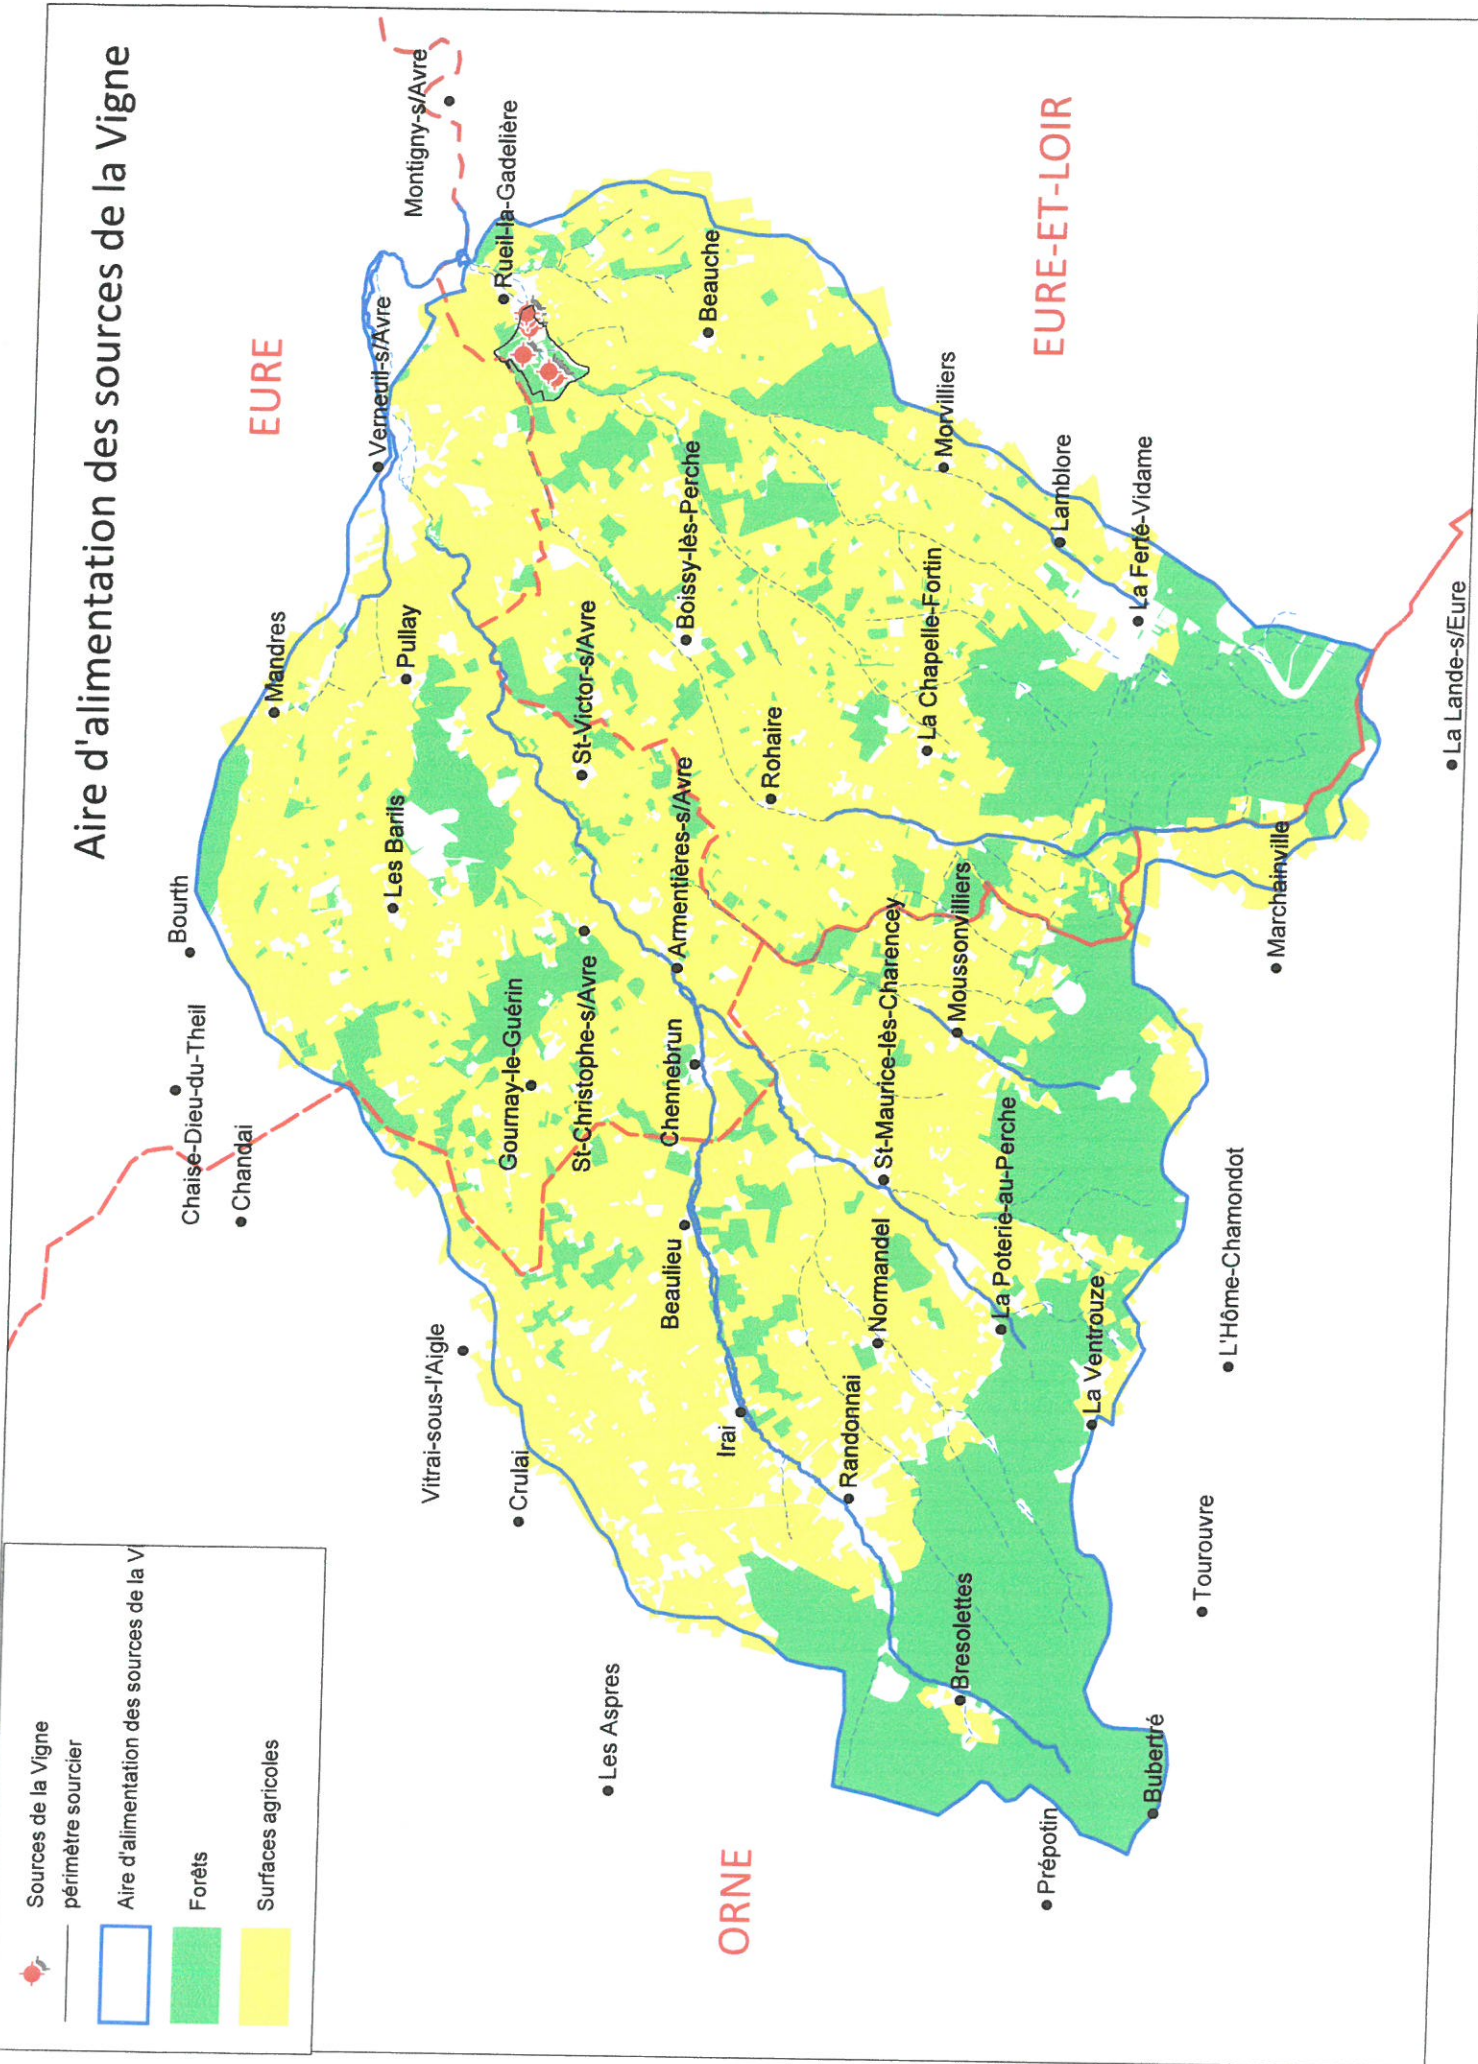 Aire d'alimentation des sources de la Vigne
Sources de la Vigne
périmètre sourcier
Aire d'alimentation des sources de la Vi
Forêts
Surfaces agricoles
EURE
ORNE
EURE-ET-LOIR
Chaise-Dieu-du-Theil
Bourth
Chandai
Mandres
Verneuil-s/Avre
Montigny-s/Avre
Les Barils
Pullay
Vitrai-sous-l'Aigle
Rueil-la-Gadelière
Crulai
Gournay-le-Guérin
St-Christophe-s/Avre
St-Victor-s/Avre
Les Aspres
Armentières-s/Avre
Chennebrun
Beaulieu
Boissy-lès-Perche
Beauche
Irai
Rohaire
Randonnai
Normandel
St-Maurice-lès-Charencey
La Chapelle-Fortin
Morvilliers
Bresolettes
Moussonvilliers
La Poterie-au-Perche
Lamblore
Prépotin
La Ventrouze
La Ferté-Vidame
Bubertré
Tourouvre
L'Hôme-Chamondot
Marchainville
La Lande-s/Eure